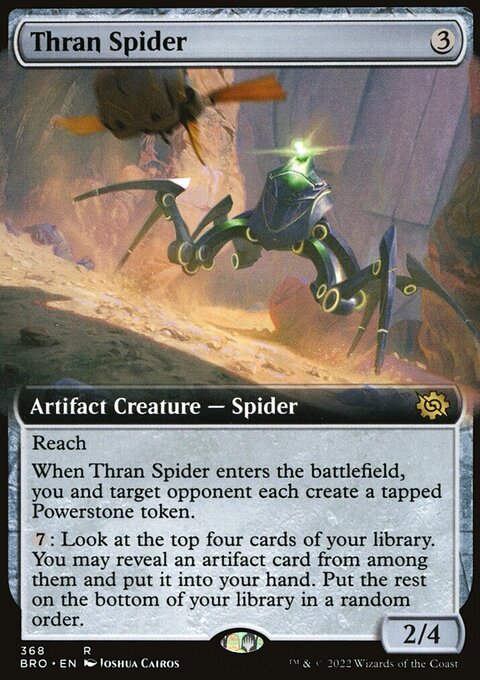 Thran Spider 3
Artifact Creature — Spider
Reach
When Thran Spider enters the battlefield,
you and target opponent each create a tapped
Powerstone token.
7: Look at the top four cards of your library.
You may reveal an artifact card from among
them and put it into your hand. Put the rest
on the bottom of your library in a random
order.
2/4
368 R
BRO • EN Joshua Cairos
™ & © 2022 Wizards of the Coast